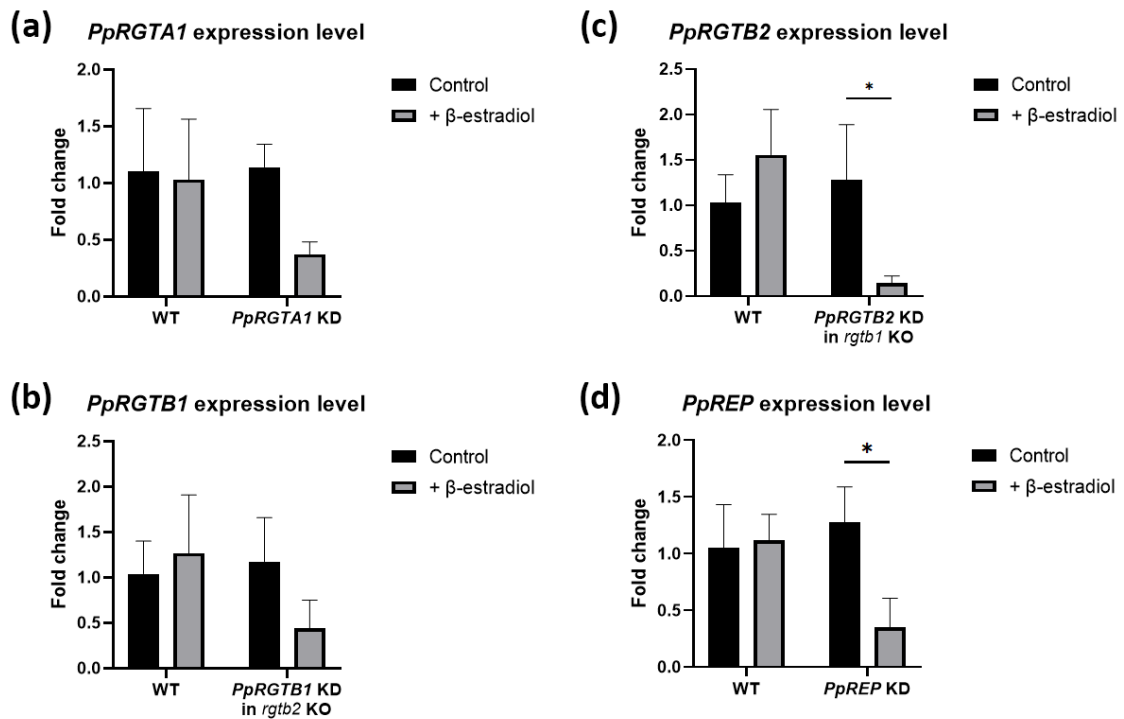 (a)
PpRGTA1 expression level
Fold change
2.0
1.5
1.0
0.5
0.0
WT
PpRGTA1 KD
Control
+ β-estradiol
(c)
PpRGTB2 expression level
Fold change
2.5
2.0
1.5
1.0
0.5
0.0
*
WT
PpRGTB2 KD
in rgtb1 KO
Control
+ β-estradiol
(b)
PpRGTB1 expression level
Fold change
2.5
2.0
1.5
1.0
0.5
0.0
WT
PpRGTB1 KD
in rgtb2 KO
Control
+ β-estradiol
(d)
PpREP expression level
Fold change
2.0
1.5
1.0
0.5
0.0
*
WT
PpREP KD
Control
+ β-estradiol